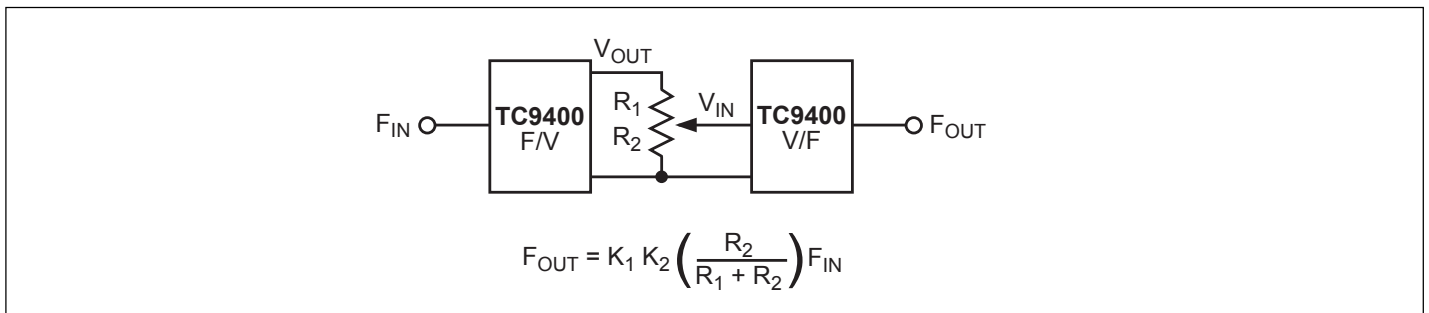 V_OUT
F_IN
TC9400
F/V
R_1
R_2
V_IN
TC9400
V/F
F_OUT
F_OUT = K_1 K_2 (R_2 / (R_1 + R_2)) F_IN